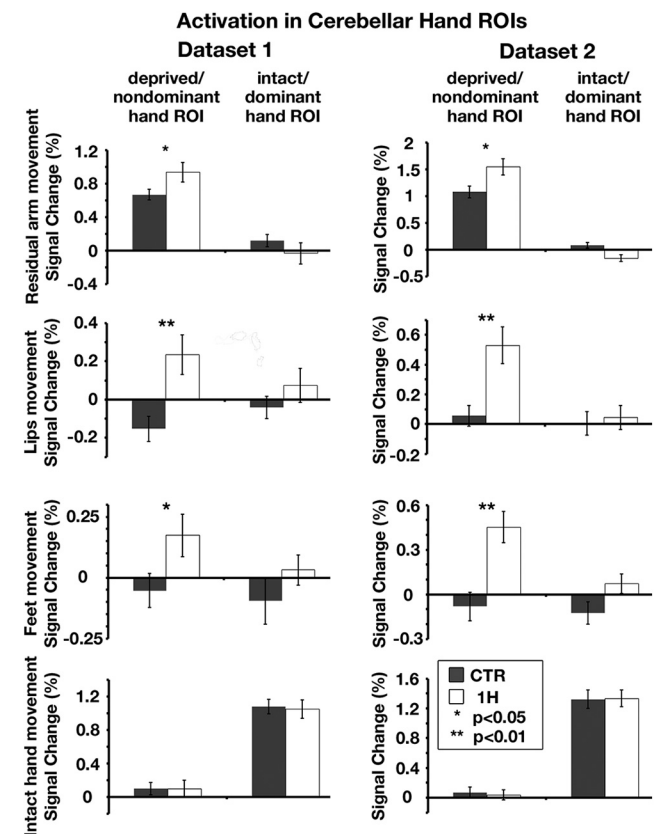 Activation in Cerebellar Hand ROIs
Dataset 1
deprived/
nondominant
hand ROI
intact/
dominant
hand ROI
Dataset 2
deprived/
nondominant
hand ROI
intact/
dominant
hand ROI
Residual arm movement
Signal Change (%)
1.2
0.8
0.4
0
-0.4
*
Signal Change (%)
2
1.5
1
0.5
0
-0.5
*
Lips movement
Signal Change (%)
0.4
0.2
0
-0.2
**
Signal Change (%)
0.6
0.4
0.2
0
-0.2
**
Feet movement
Signal Change (%)
0.25
0
-0.25
*
Signal Change (%)
0.6
0.3
0
-0.3
**
Intact hand movement
Signal Change (%)
1.2
0.8
0.4
0
Signal Change (%)
1.6
1.2
0.8
0.4
0
CTR
1H
* p<0.05
** p<0.01